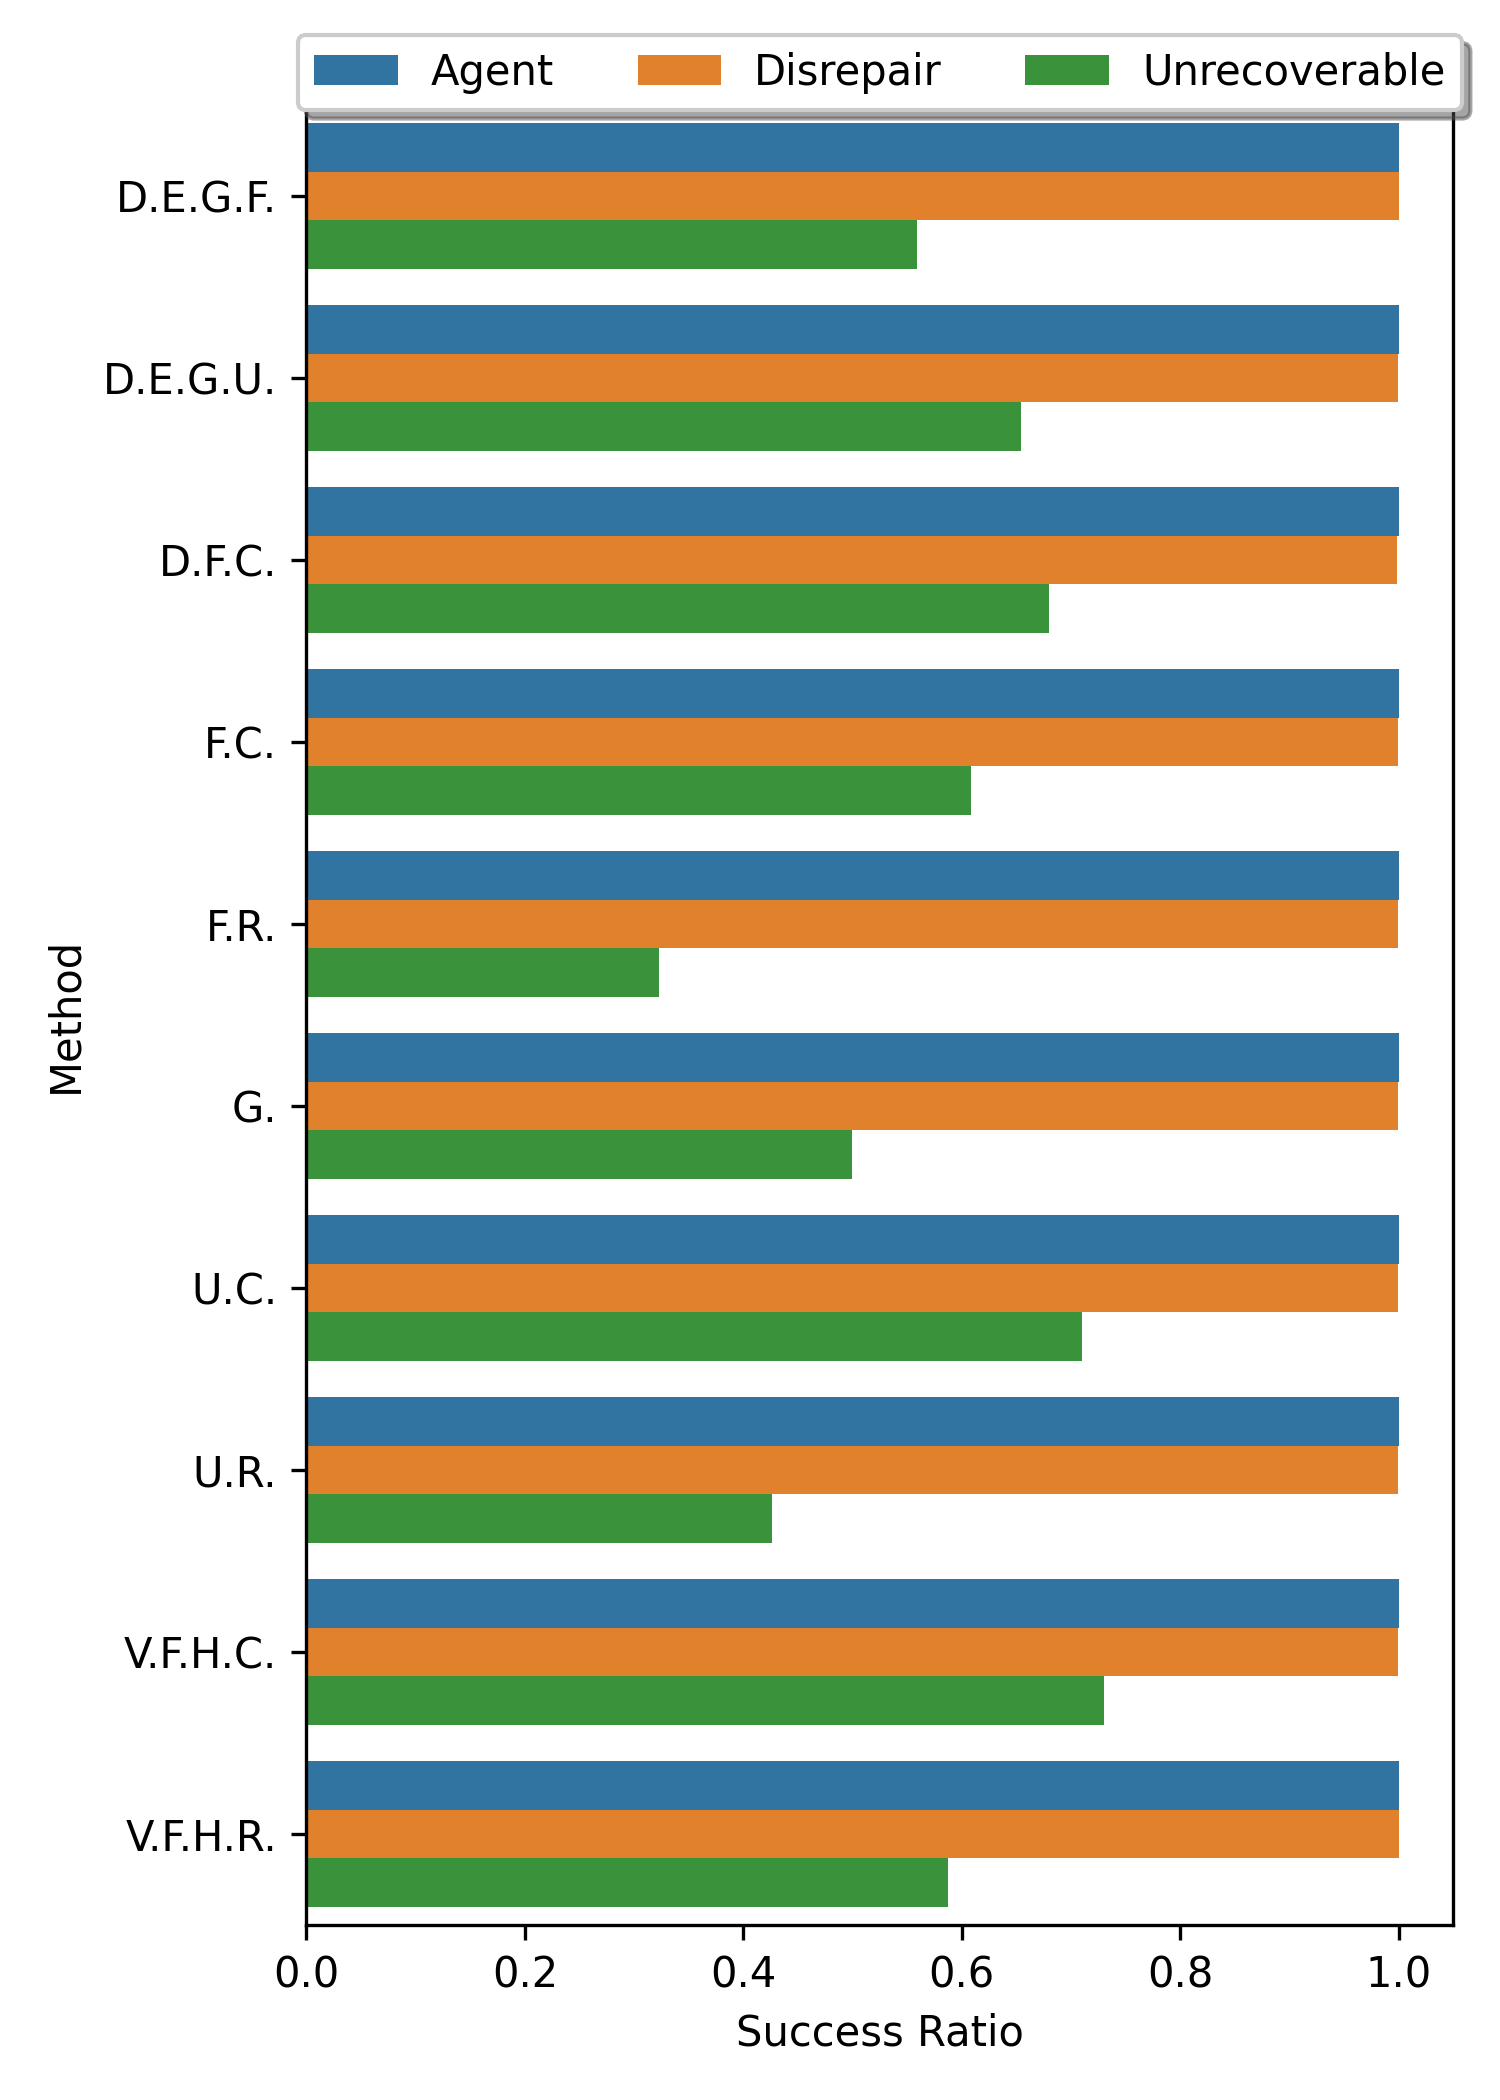 Agent Disrepair Unrecoverable
D.E.G.F.
D.E.G.U.
D.F.C.
F.C.
F.R.
G.
U.C.
U.R.
V.F.H.C.
V.F.H.R.
Method
0.0 0.2 0.4 0.6 0.8 1.0
Success Ratio